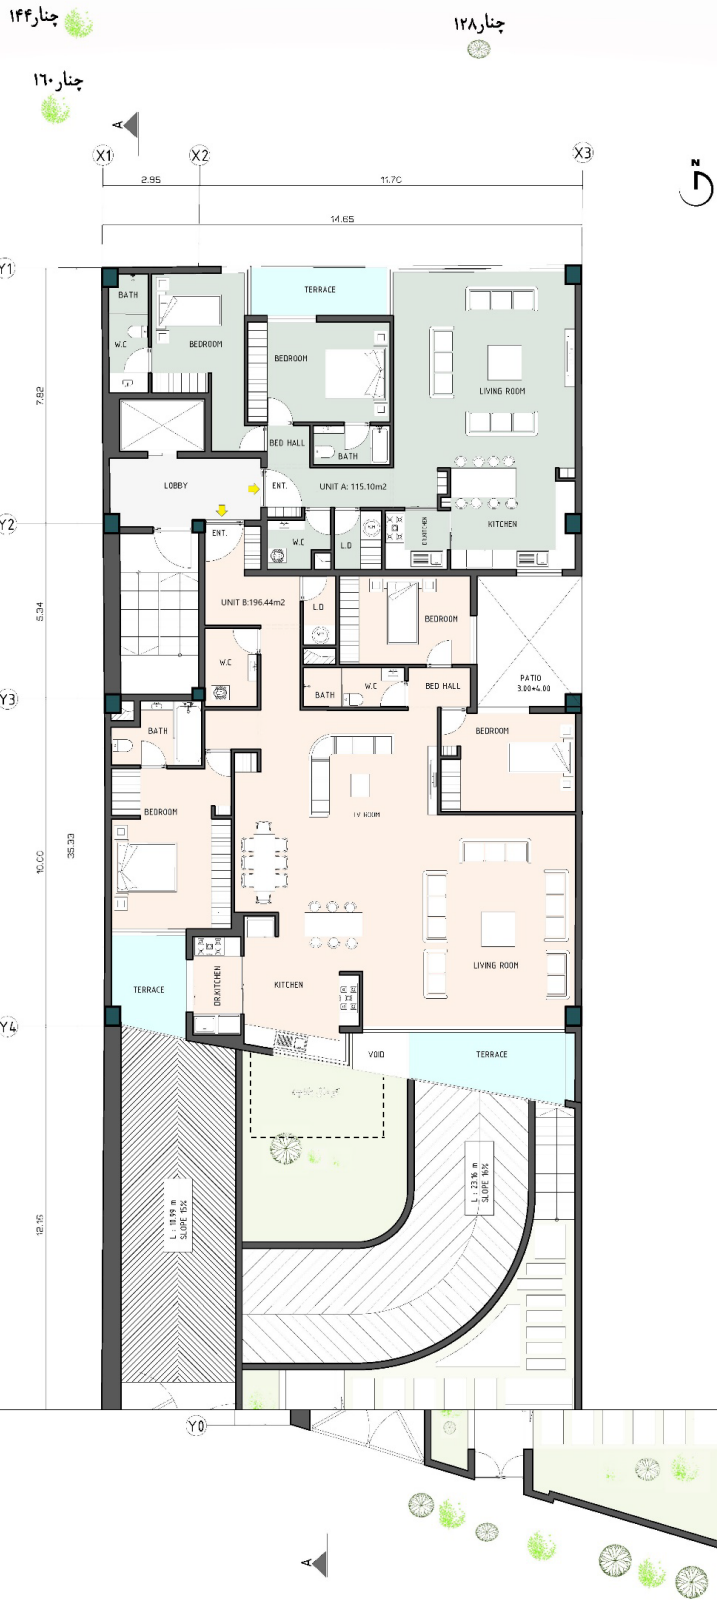 چنار۱۴۴
چنار۱۲۸
چنار۱۶۰
A
N
X1
X2
X3
2.95
11.70
14.65
Y1
TERRACE
BATH
W.C
BEDROOM
BEDROOM
LIVING ROOM
7.82
BED HALL
BATH
LOBBY
ENT.
UNIT A: 115.10m2
Y2
ENT.
W.C
L.D
KITCHEN
UNIT B:196.44m2
L.D
BEDROOM
5.34
W.C
PATIO
3.00*4.00
BATH
W.C
BED HALL
Y3
BATH
BEDROOM
BEDROOM
TV ROOM
10.00
35.33
LIVING ROOM
DR.KITCHEN
KITCHEN
TERRACE
Y4
VOID
TERRACE
L : 18.99 m
SLOPE 15%
L : 23.16 m
SLOPE 16%
12.15
Y0
A